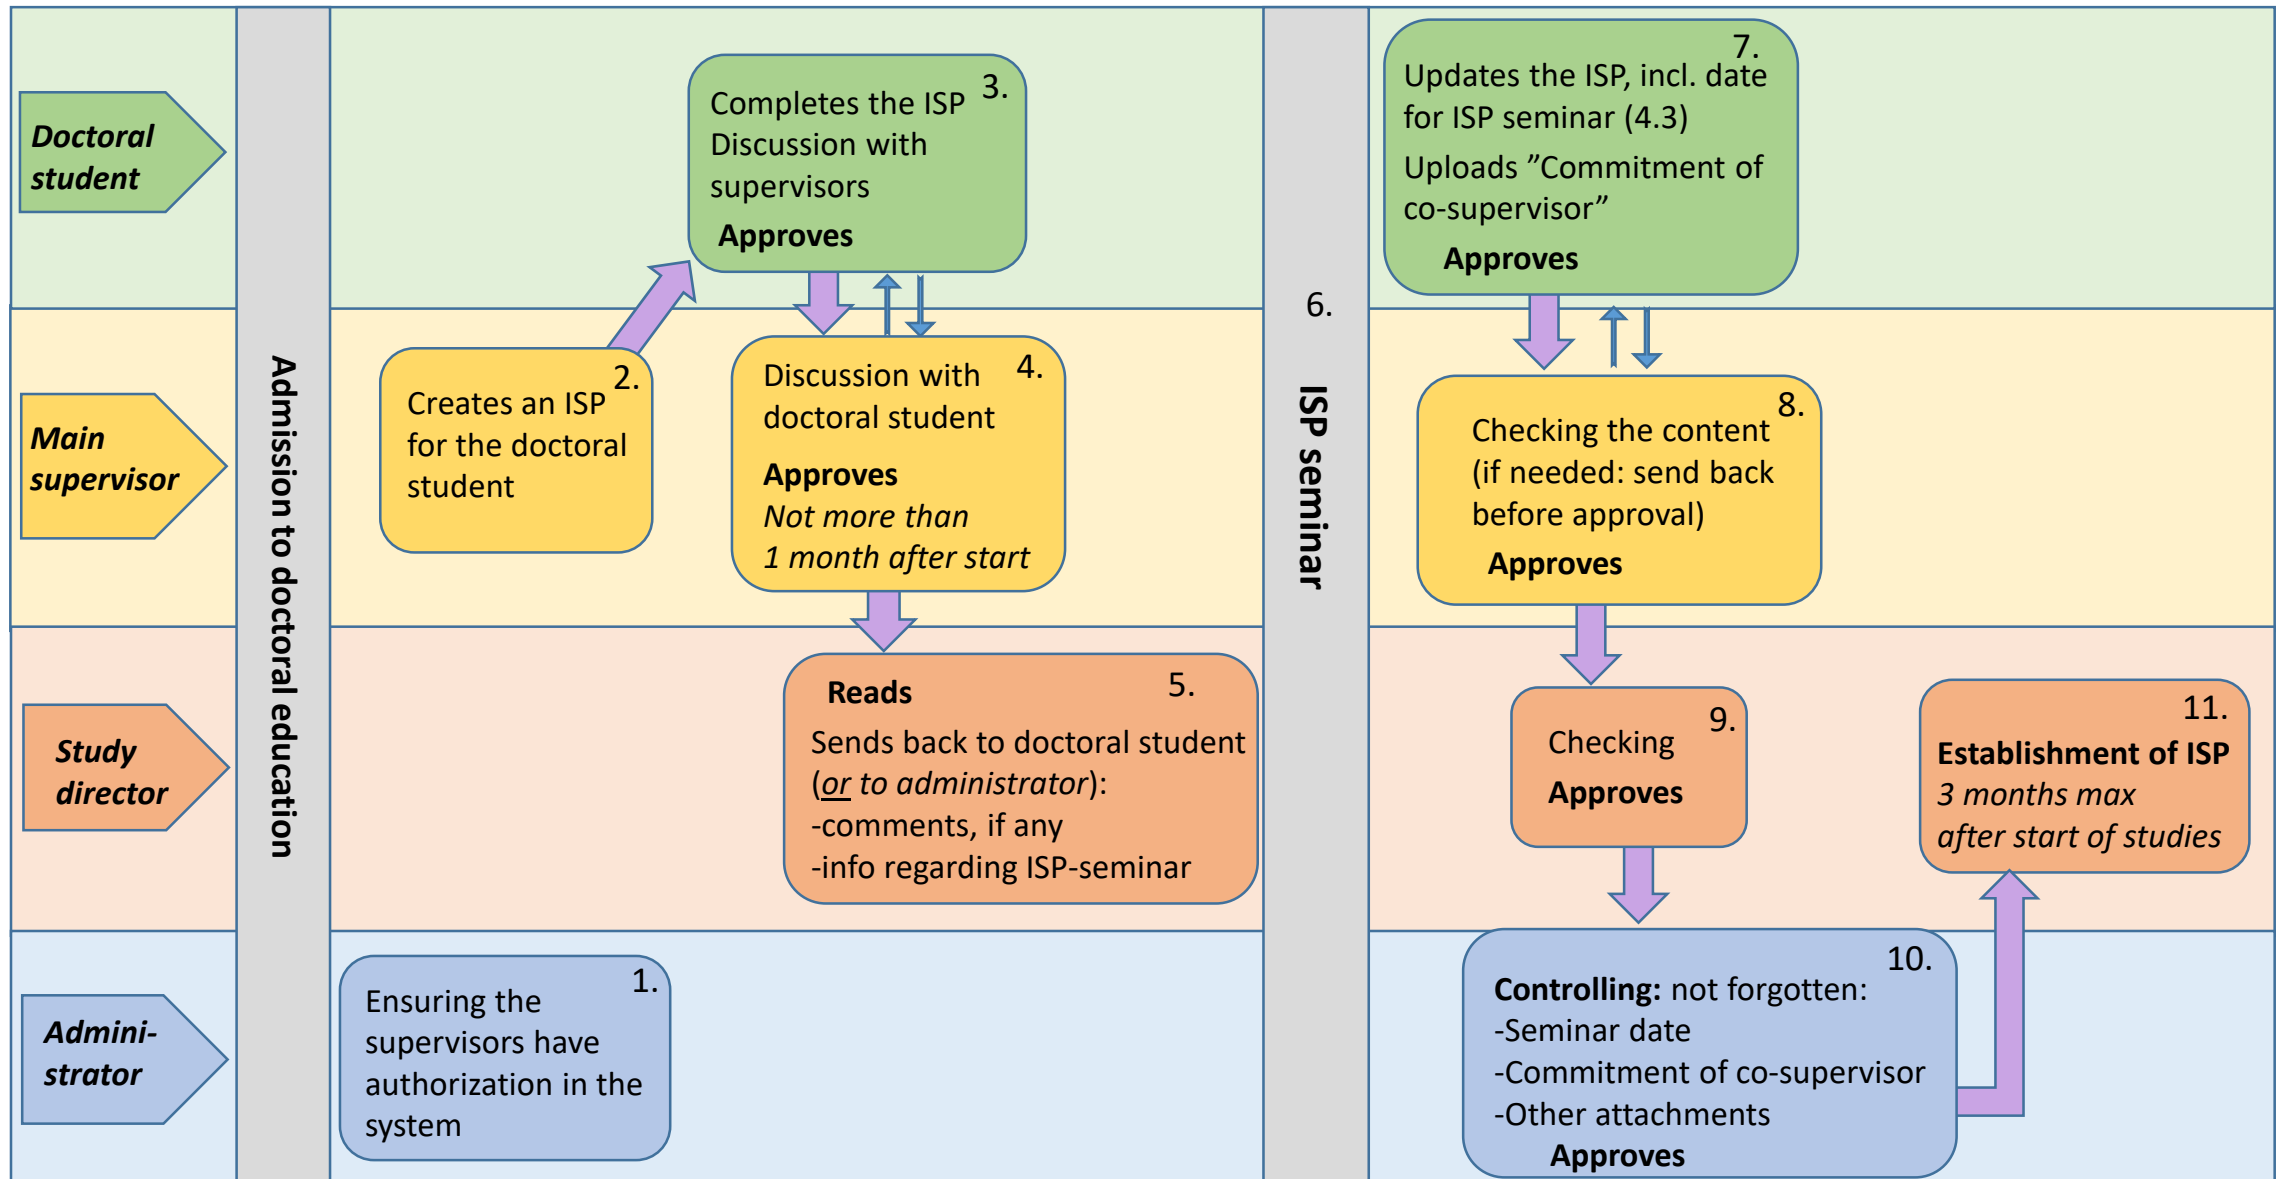 Doctoral
student
Main
supervisor
Study
director
Admini-
strator
Admission to doctoral education
1.
Ensuring the
supervisors have
authorization in the
system
2.
Creates an ISP
for the doctoral
student
3.
Completes the ISP
Discussion with
supervisors
Approves
4.
Discussion with
doctoral student
Approves
Not more than
1 month after start
5.
Reads
Sends back to doctoral student
(or to administrator):
-comments, if any
-info regarding ISP-seminar
6.
ISP seminar
7.
Updates the ISP, incl. date
for ISP seminar (4.3)
Uploads ”Commitment of
co-supervisor”
Approves
8.
Checking the content
(if needed: send back
before approval)
Approves
9.
Checking
Approves
10.
Controlling: not forgotten:
-Seminar date
-Commitment of co-supervisor
-Other attachments
Approves
11.
Establishment of ISP
3 months max
after start of studies